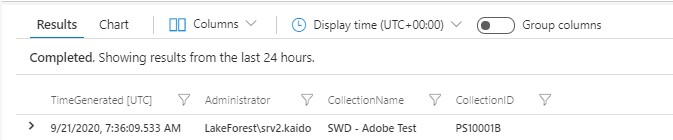 Results Chart Columns Display time (UTC+00:00) Group columns
Completed. Showing results from the last 24 hours.
TimeGenerated [UTC] Administrator CollectionName CollectionID
9/21/2020, 7:36:09.533 AM LakeForest\srv2.kaido SWD - Adobe Test PS10001B